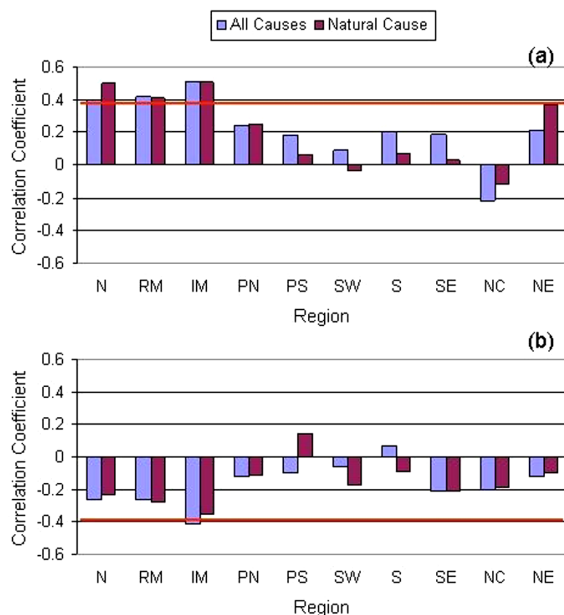 All Causes Natural Cause
(a)
Correlation Coefficient
0.6
0.4
0.2
0
-0.2
-0.4
-0.6
N RM IM PN PS SW S SE NC NE
Region
(b)
Correlation Coefficient
0.6
0.4
0.2
0
-0.2
-0.4
-0.6
N RM IM PN PS SW S SE NC NE
Region